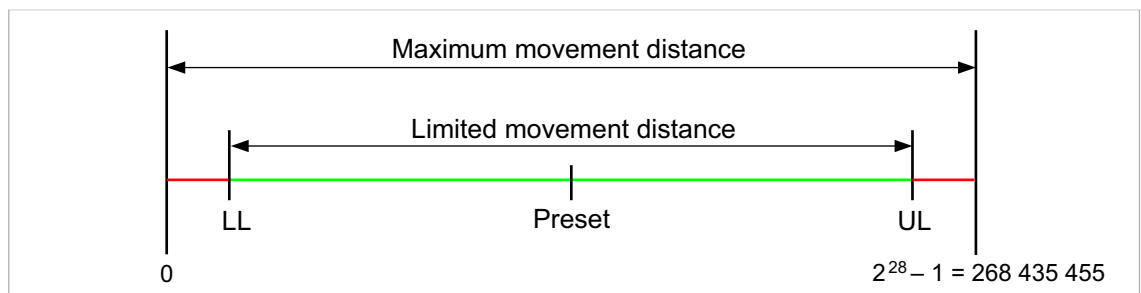 Maximum movement distance
Limited movement distance
LL
Preset
UL
0
2²⁸ – 1 = 268 435 455